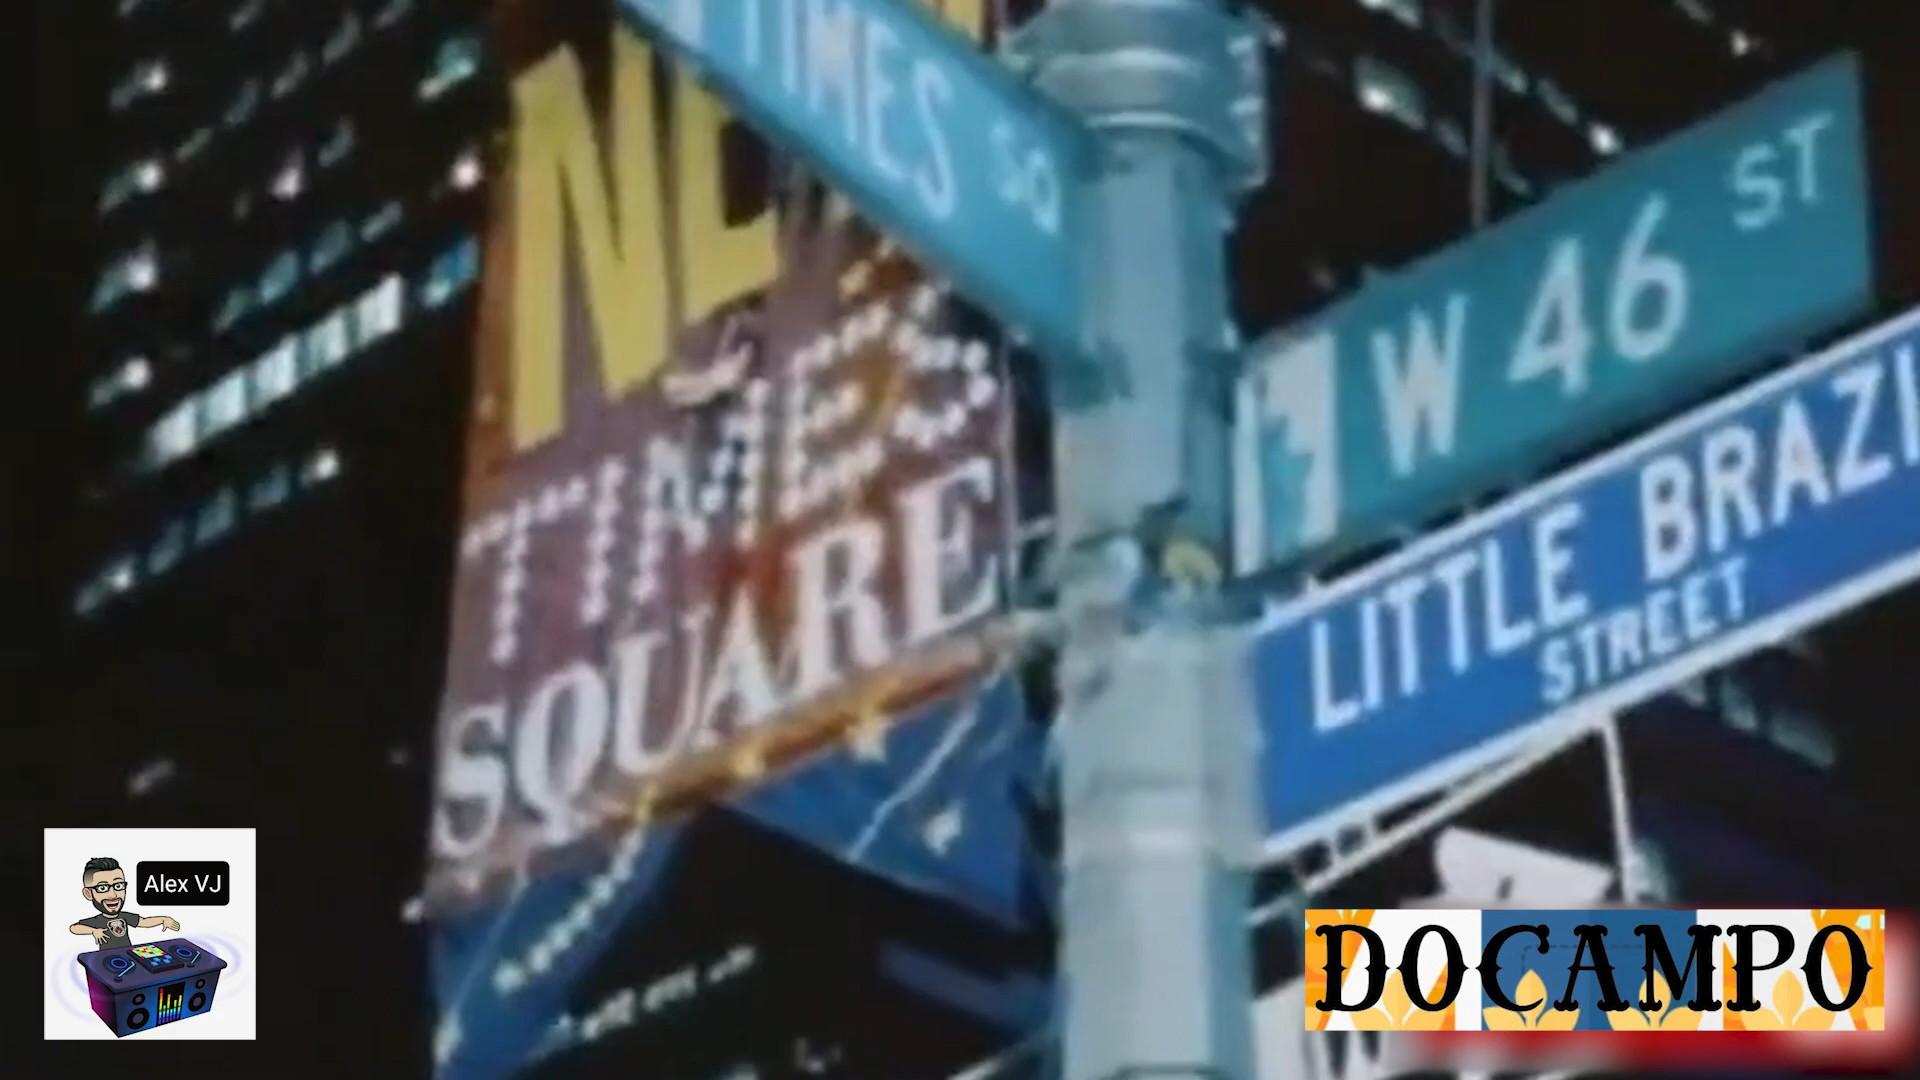 TIMES SQ
W 46 ST
LITTLE BRAZI
STREET
TIMES
SQUARE
Alex VJ
DOCAMPO